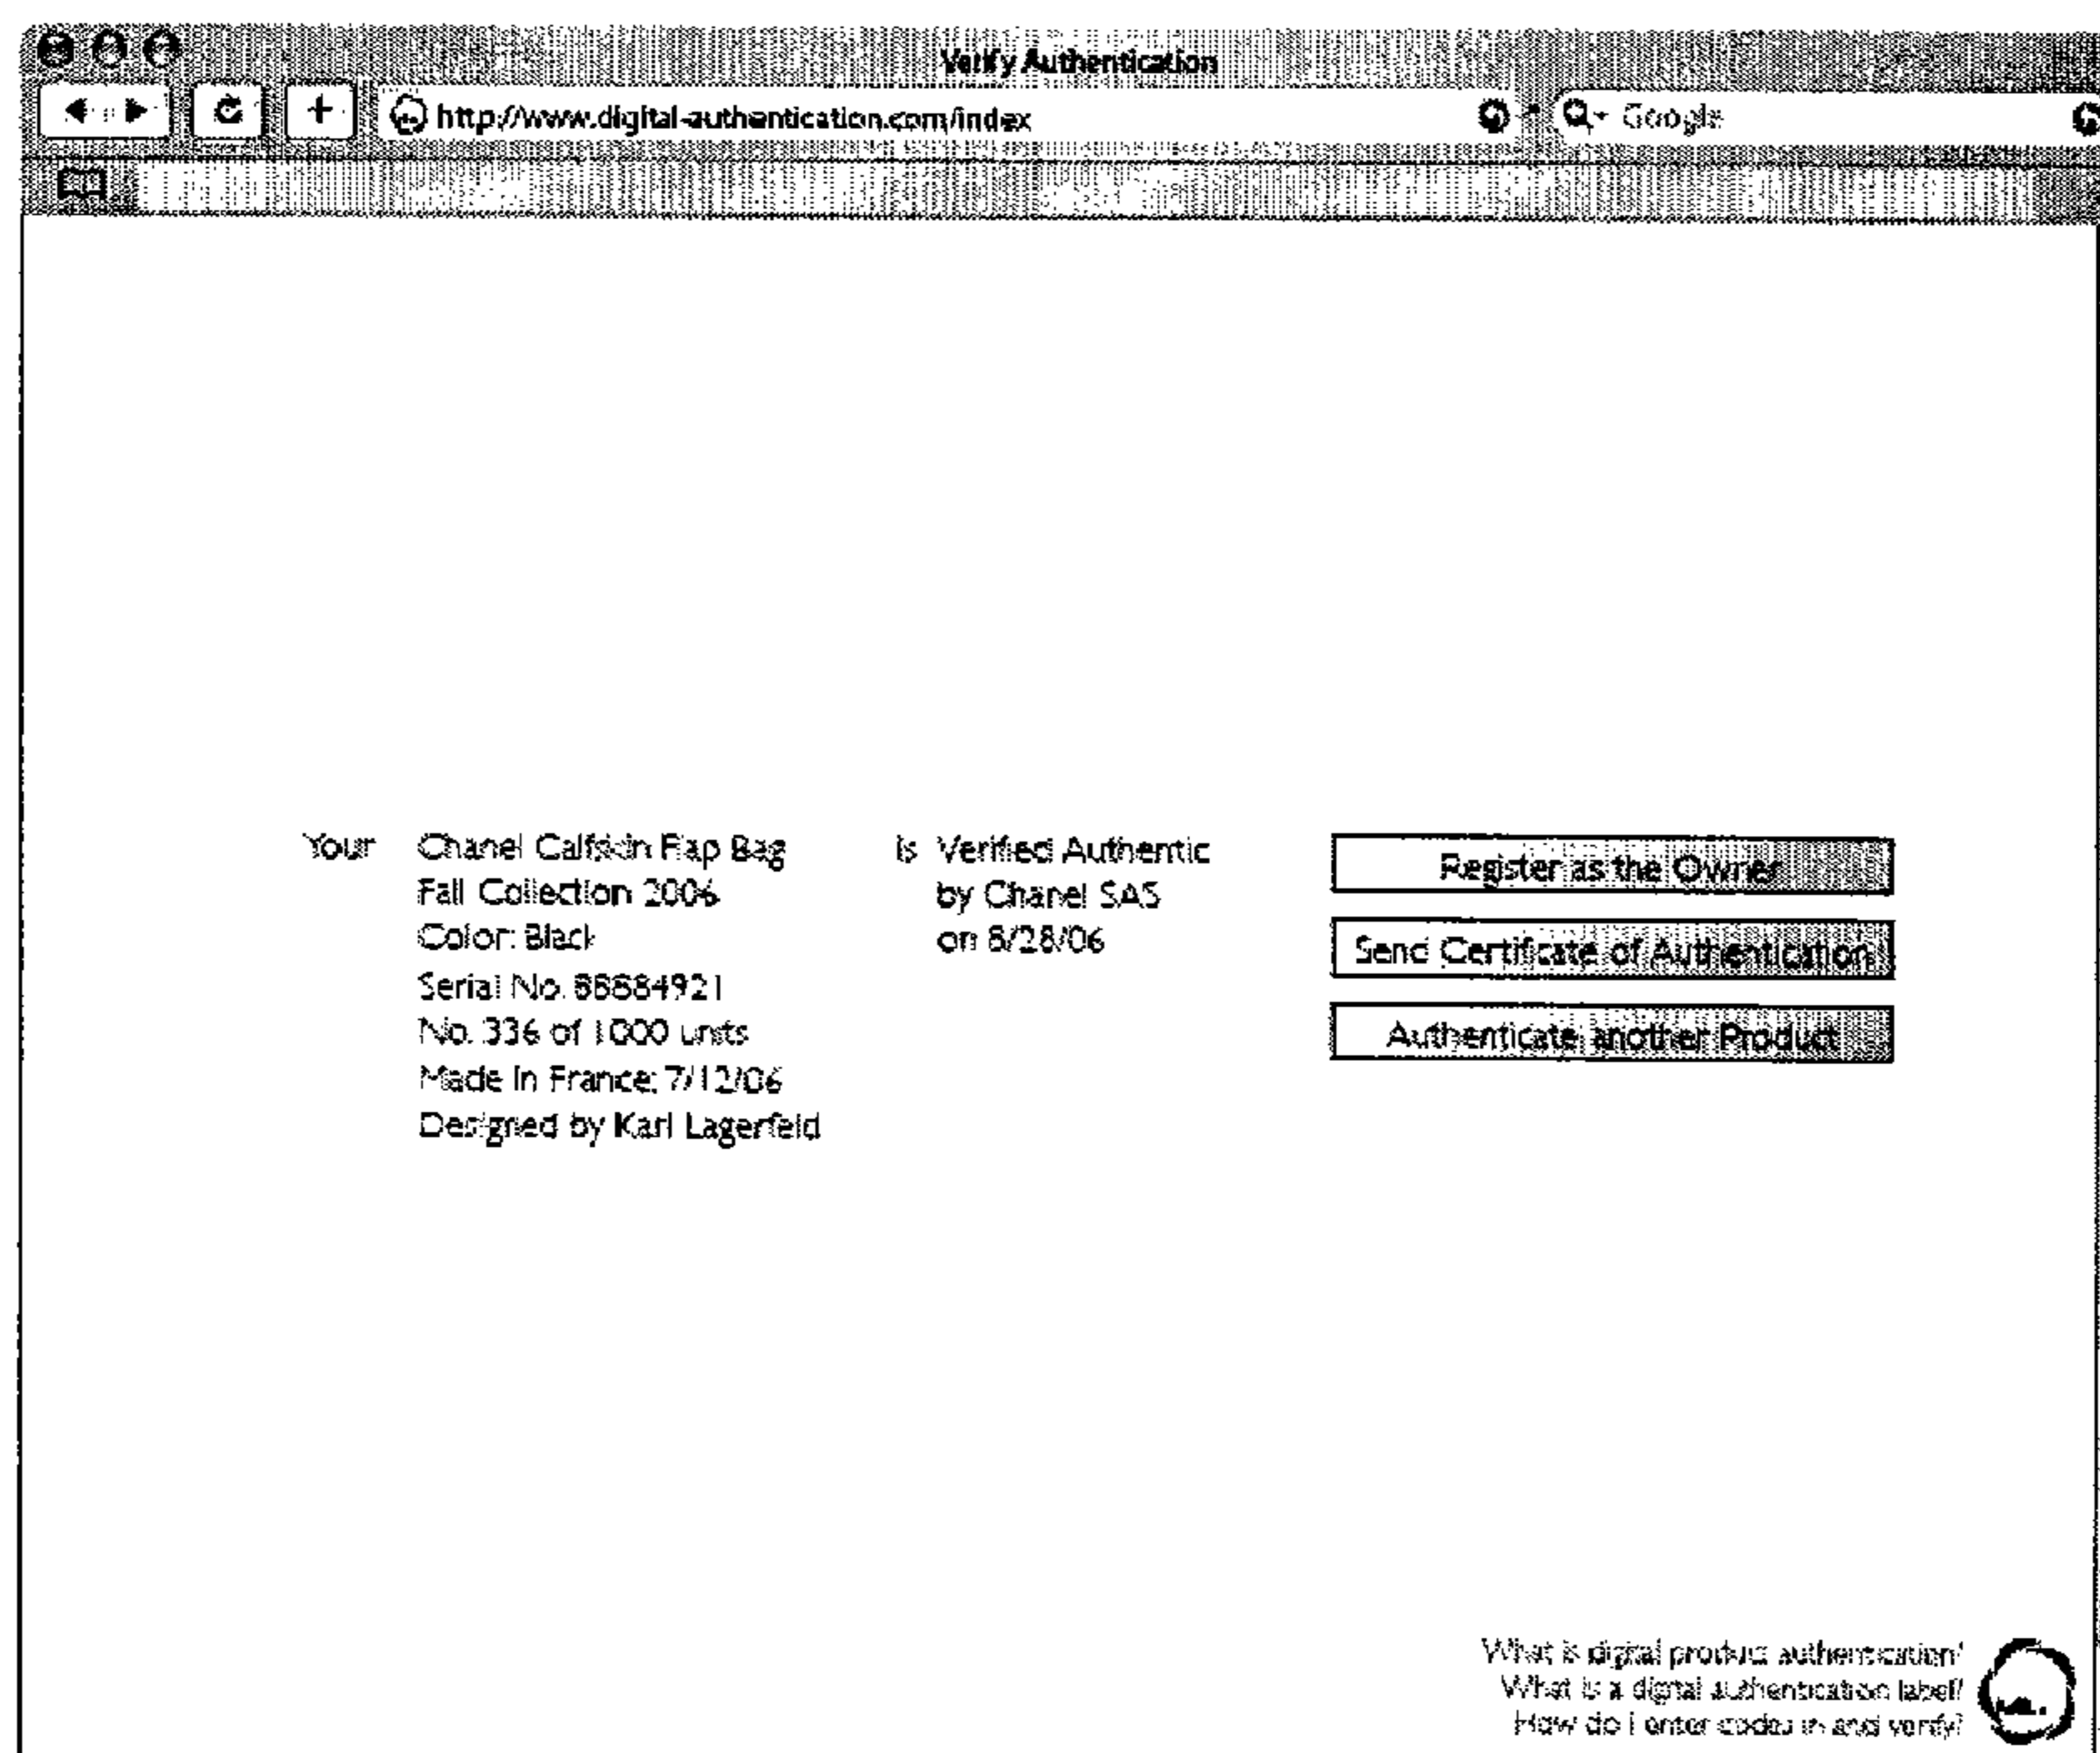 Verify Authentication
http://www.digital-authentication.com/index
Google
Your Chanel Calfskin Flap Bag is Verified Authentic
Fall Collection 2006 by Chanel SAS
Color: Black on 8/28/06
Serial No. 88884921
No. 336 of 1000 units
Made in France; 7/12/06
Designed by Karl Lagerfeld
Register as the Owner
Send Certificate of Authentication
Authenticate another Product
What is digital product authentication?
What is a digital authentication label?
How do I enter codes in and verify?